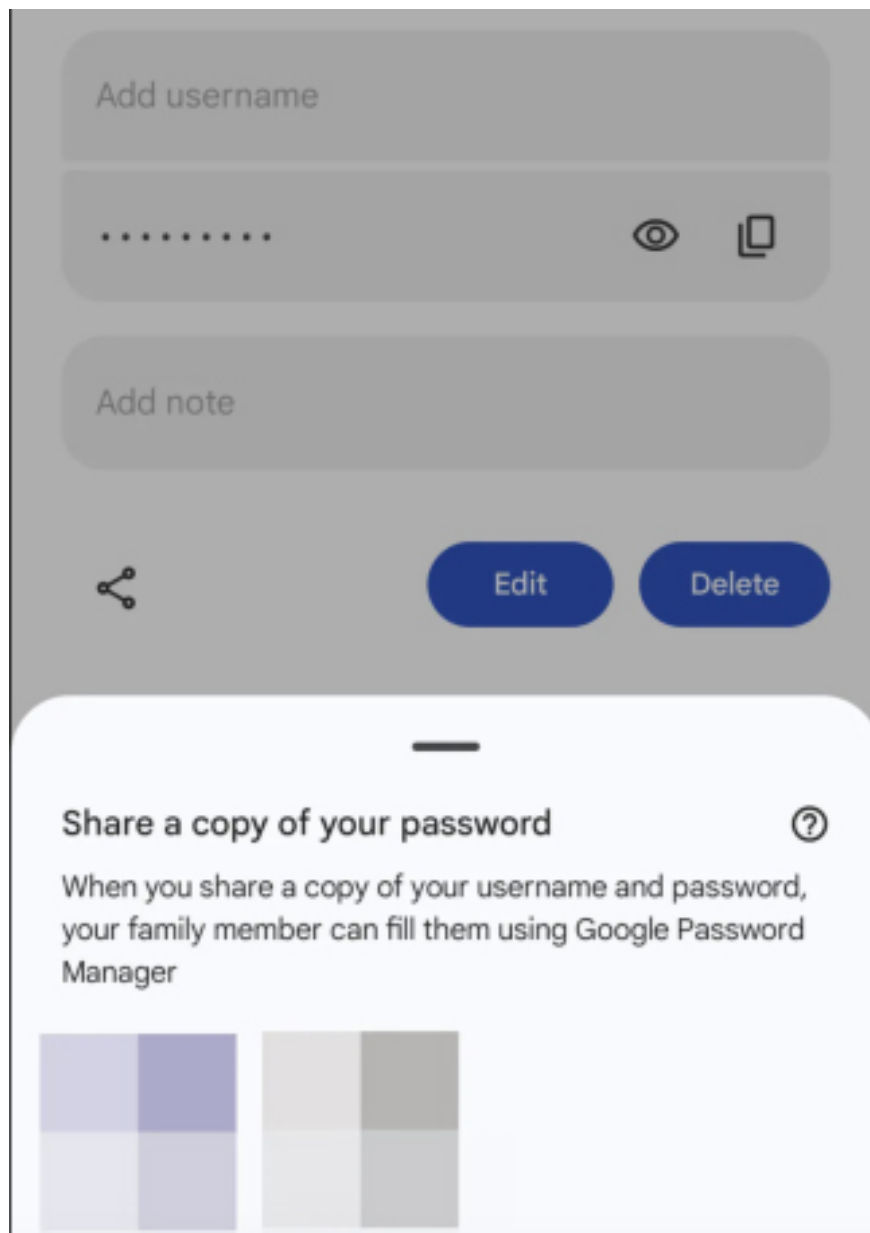 Add username
•••••••••
Add note
Edit
Delete
Share a copy of your password
When you share a copy of your username and password,
your family member can fill them using Google Password
Manager